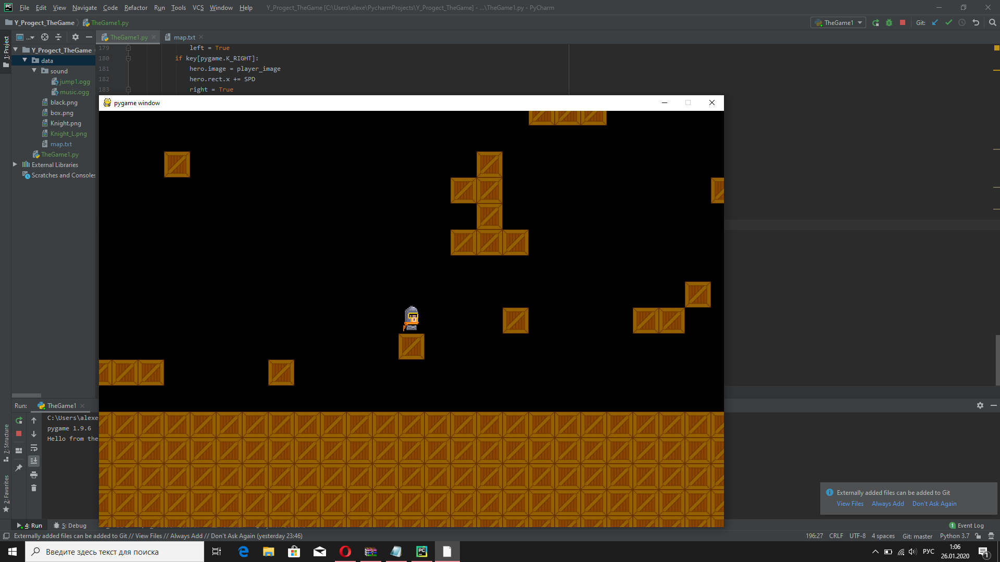 File Edit View Navigate Code Refactor Run Tools VCS Window Help Y_Progect_TheGame [C:\Users\alexe\PycharmProjects\Y_Progect_TheGame] - ...\TheGame1.py - PyCharm
Y_Progect_TheGame TheGame1.py TheGame1 Git:
1: Project
... TheGame1.py map.txt
Y_Progect_TheGame
data
sound
jump1.ogg
music.ogg
black.png
box.png
Knight.png
Knight_L.png
map.txt
TheGame1.py
External Libraries
Scratches and Consoles
179 left = True
180 if key[pygame.K_RIGHT]:
181 hero.image = player_image
182 hero.rect.x += SPD
183 right = True
pygame window
Run: TheGame1
C:\Users\alexe
pygame 1.9.6
Hello from the
7: Structure
2: Favorites
Externally added files can be added to Git
View Files Always Add Don't Ask Again
4: Run 5: Debug 1 Event Log
Externally added files can be added to Git // View Files // Always Add // Don't Ask Again (yesterday 23:46) 196:27 CRLF UTF-8 4 spaces Git: master Python 3.7
Введите здесь текст для поиска
РУС
1:06
26.01.2020
1